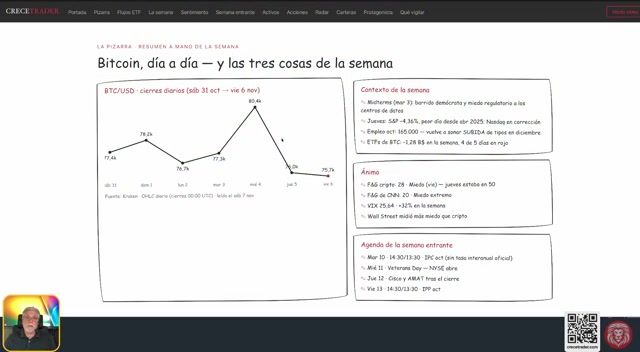 CRECETRADER Portada Pizarra Flujos ETF La semana Sentimiento Semana entrante Activos Acciones Radar Carteras Protagonista Qué vigilar
LA PIZARRA · RESUMEN A MANO DE LA SEMANA
Bitcoin, día a día — y las tres cosas de la semana
BTC/USD · cierres diarios (sáb 31 oct → vie 6 nov)
80,4k
78,2k
77,4k
76,7k
77,3k
75,7k
sáb 31 dom 1 lun 2 mar 3 mié 4 jue 5 vie 6
Fuente: Kraken · OHLC diario (cierres 00:00 UTC) · leído el sáb 7 nov
Contexto de la semana
Midterms (mar 3): barrido demócrata y miedo regulatorio a los
centros de datos
Jueves: S&P −4,36%, peor día desde abr 2025; Nasdaq en corrección
Empleo oct: 165.000 — vuelve a sonar SUBIDA de tipos en diciembre
ETFs de BTC: −1,28 B$ en la semana, 4 de 5 días en rojo
Ánimo
F&G cripto: 28 · Miedo (vie) — jueves estaba en 50
F&G de CNN: 20 · Miedo extremo
VIX 25,64 · +32% en la semana
Wall Street midió más miedo que cripto
Agenda de la semana entrante
Mar 10 · 14:30/13:30 · IPC oct (sin tasa interanual oficial)
Mié 11 · Veterans Day — NYSE abre
Jue 12 · Cisco y AMAT tras el cierre
Vie 13 · 14:30/13:30 · IPP oct
crecetrader.com